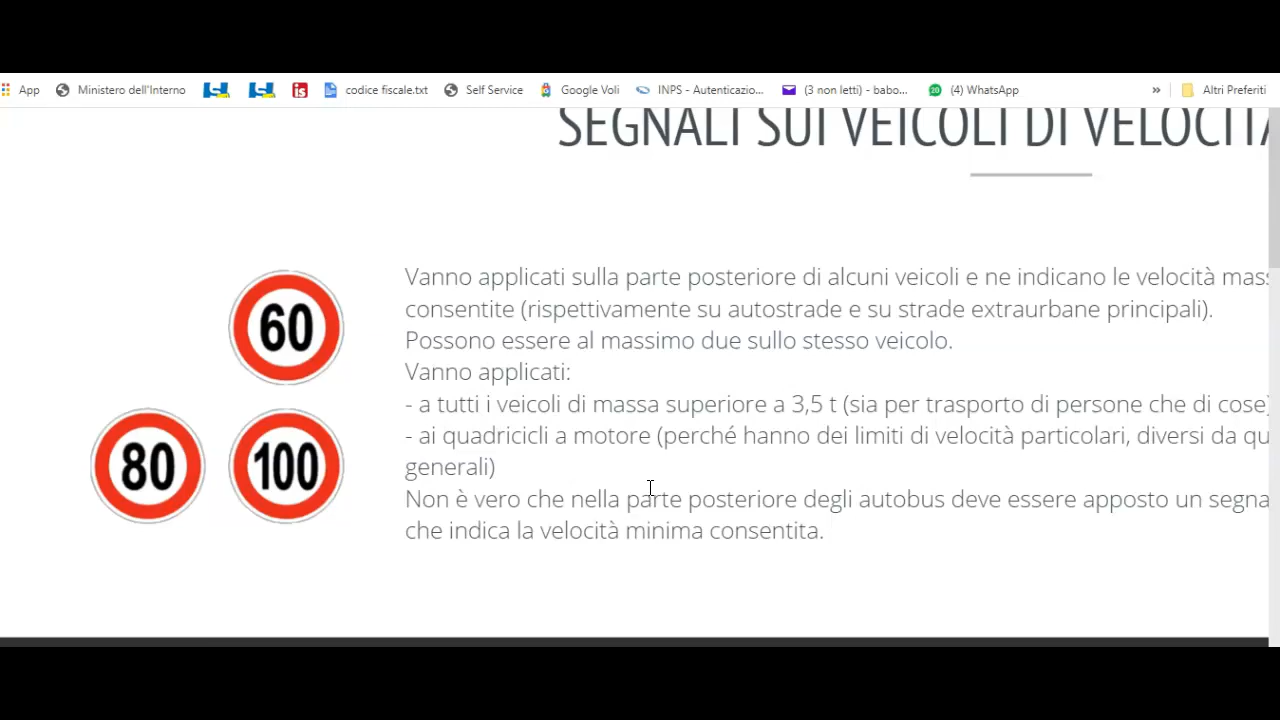 App Ministero dell'Interno is codice fiscale.txt Self Service Google Voli INPS - Autenticazio... (3 non letti) - babo... 20 (4) WhatsApp » Altri Preferiti
SEGNALI SUI VEICOLI DI VELOCITÀ
Vanno applicati sulla parte posteriore di alcuni veicoli e ne indicano le velocità mass
consentite (rispettivamente su autostrade e su strade extraurbane principali).
Possono essere al massimo due sullo stesso veicolo.
Vanno applicati:
- a tutti i veicoli di massa superiore a 3,5 t (sia per trasporto di persone che di cose)
- ai quadricicli a motore (perché hanno dei limiti di velocità particolari, diversi da qu
generali)
Non è vero che nella parte posteriore degli autobus deve essere apposto un segna
che indica la velocità minima consentita.
60
80 100